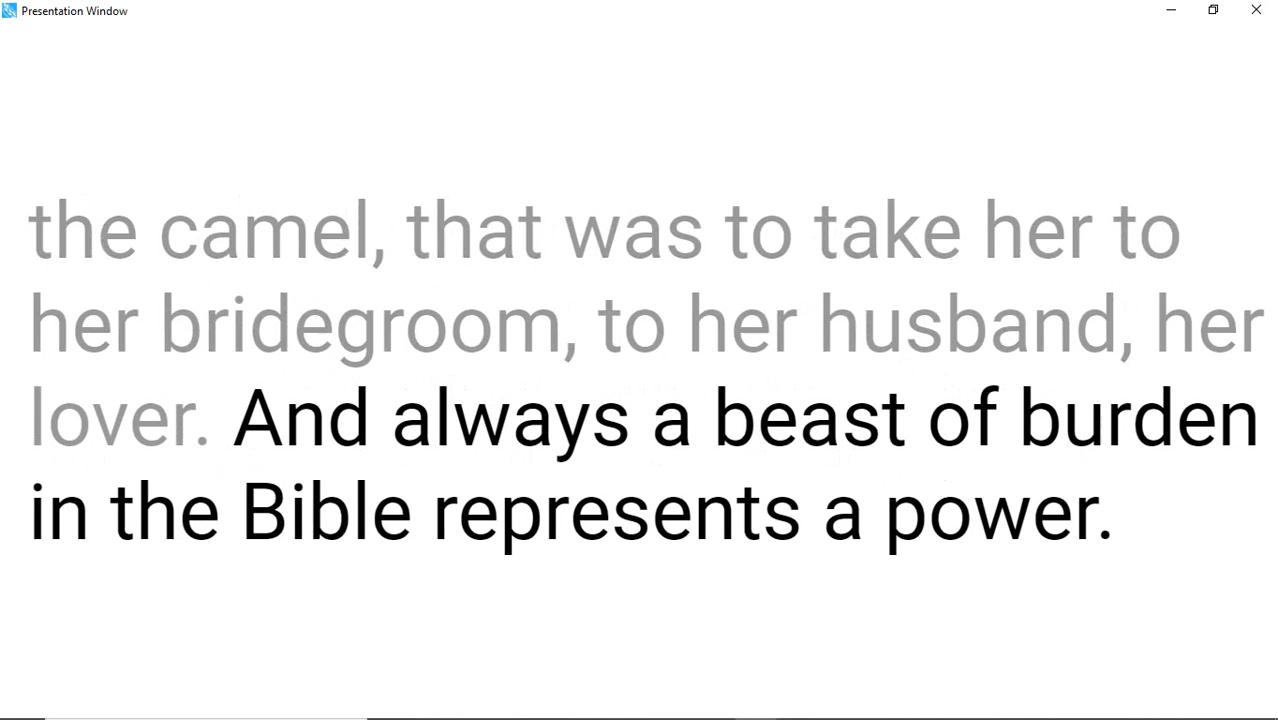 Presentation Window
the camel, that was to take her to
her bridegroom, to her husband, her
lover. And always a beast of burden
in the Bible represents a power.